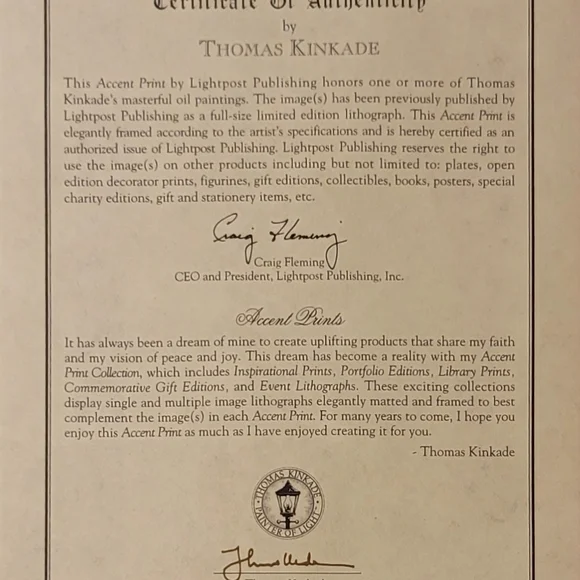 Certificate Of Authenticity
by
THOMAS KINKADE
This Accent Print by Lightpost Publishing honors one or more of Thomas
Kinkade's masterful oil paintings. The image(s) has been previously published by
Lightpost Publishing as a full-size limited edition lithograph. This Accent Print is
elegantly framed according to the artist's specifications and is hereby certified as an
authorized issue of Lightpost Publishing. Lightpost Publishing reserves the right to
use the image(s) on other products including but not limited to: plates, open
edition decorator prints, figurines, gift editions, collectibles, books, posters, special
charity editions, gift and stationery items, etc.
Craig Fleming
Craig Fleming
CEO and President, Lightpost Publishing, Inc.
Accent Prints
It has always been a dream of mine to create uplifting products that share my faith
and my vision of peace and joy. This dream has become a reality with my Accent
Print Collection, which includes Inspirational Prints, Portfolio Editions, Library Prints,
Commemorative Gift Editions, and Event Lithographs. These exciting collections
display single and multiple image lithographs elegantly matted and framed to best
complement the image(s) in each Accent Print. For many years to come, I hope you
enjoy this Accent Print as much as I have enjoyed creating it for you.
- Thomas Kinkade
THOMAS KINKADE
PAINTER OF LIGHT